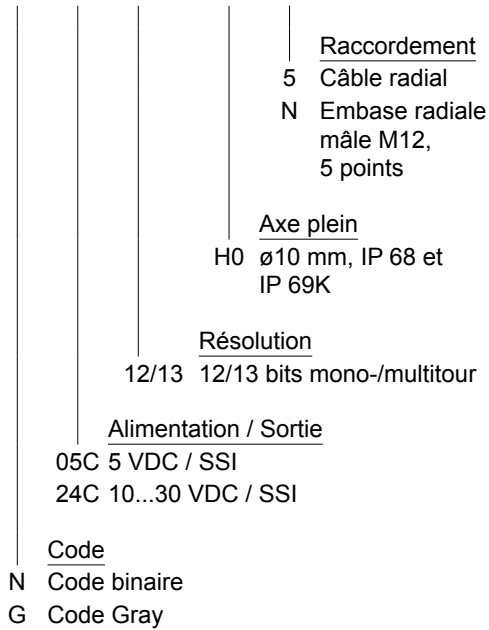 Raccordement
5 Câble radial
N Embase radiale
mâle M12,
5 points
Axe plein
H0 ø10 mm, IP 68 et
IP 69K
Résolution
12/13 12/13 bits mono-/multitour
Alimentation / Sortie
05C 5 VDC / SSI
24C 10...30 VDC / SSI
Code
N Code binaire
G Code Gray